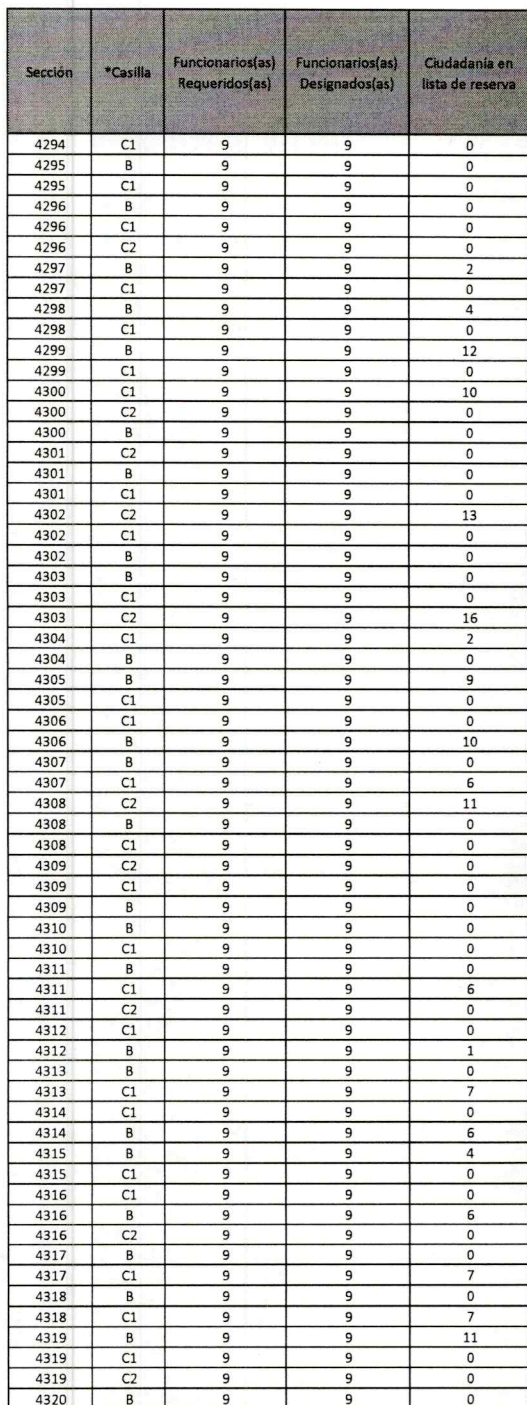 Sección *Casilla Funcionarios(as) Requeridos(as) Funcionarios(as) Designados(as) Ciudadanía en lista de reserva
4294 C1 9 9 0
4295 B 9 9 0
4295 C1 9 9 0
4296 B 9 9 0
4296 C1 9 9 0
4296 C2 9 9 0
4297 B 9 9 2
4297 C1 9 9 0
4298 B 9 9 4
4298 C1 9 9 0
4299 B 9 9 12
4299 C1 9 9 0
4300 C1 9 9 10
4300 C2 9 9 0
4300 B 9 9 0
4301 C2 9 9 0
4301 B 9 9 0
4301 C1 9 9 0
4302 C2 9 9 13
4302 C1 9 9 0
4302 B 9 9 0
4303 B 9 9 0
4303 C1 9 9 0
4303 C2 9 9 16
4304 C1 9 9 2
4304 B 9 9 0
4305 B 9 9 9
4305 C1 9 9 0
4306 C1 9 9 0
4306 B 9 9 10
4307 B 9 9 0
4307 C1 9 9 6
4308 C2 9 9 11
4308 B 9 9 0
4308 C1 9 9 0
4309 C2 9 9 0
4309 C1 9 9 0
4309 B 9 9 0
4310 B 9 9 0
4310 C1 9 9 0
4311 B 9 9 0
4311 C1 9 9 6
4311 C2 9 9 0
4312 C1 9 9 0
4312 B 9 9 1
4313 B 9 9 0
4313 C1 9 9 7
4314 C1 9 9 0
4314 B 9 9 6
4315 B 9 9 4
4315 C1 9 9 0
4316 C1 9 9 0
4316 B 9 9 6
4316 C2 9 9 0
4317 B 9 9 0
4317 C1 9 9 7
4318 B 9 9 0
4318 C1 9 9 7
4319 B 9 9 11
4319 C1 9 9 0
4319 C2 9 9 0
4320 B 9 9 0